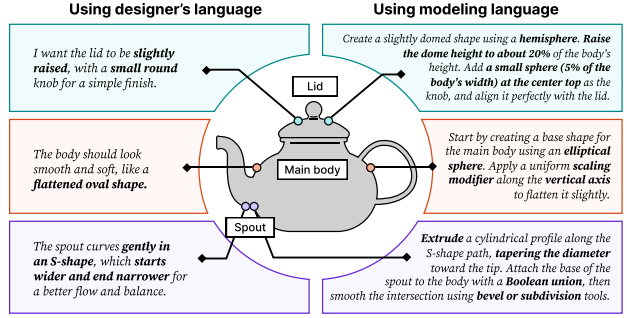 Using designer's language
Using modeling language
I want the lid to be slightly
raised, with a small round
knob for a simple finish.
Create a slightly domed shape using a hemisphere. Raise
the dome height to about 20% of the body's
height. Add a small sphere (5% of the
body's width) at the center top as the
knob, and align it perfectly with the lid.
Lid
The body should look
smooth and soft, like a
flattened oval shape.
Main body
Start by creating a base shape for
the main body using an elliptical
sphere. Apply a uniform scaling
modifier along the vertical axis
to flatten it slightly.
Spout
The spout curves gently in
an S-shape, which starts
wider and end narrower for
a better flow and balance.
Extrude a cylindrical profile along the
S-shape path, tapering the diameter
toward the tip. Attach the base of the
spout to the body with a Boolean union, then
smooth the intersection using bevel or subdivision tools.